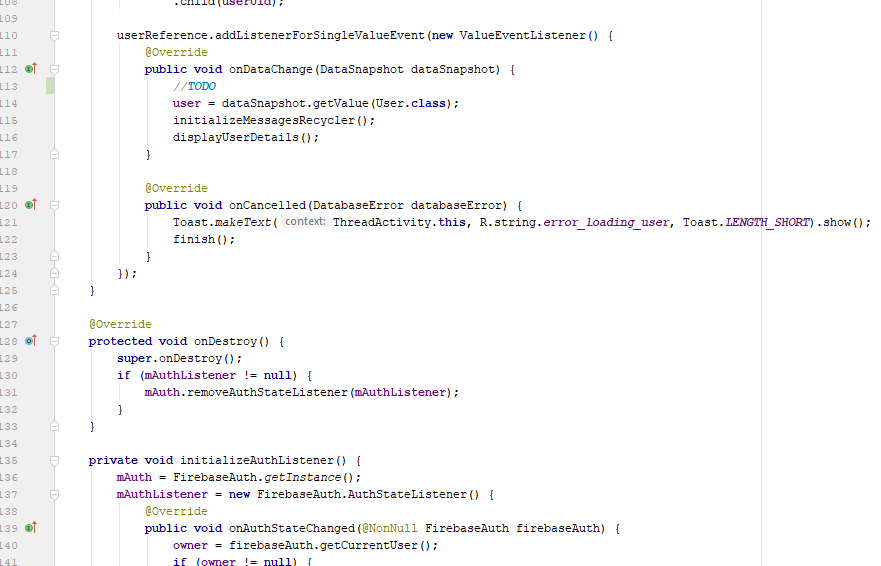 108 .child(userUid);
109
110 userReference.addListenerForSingleValueEvent(new ValueEventListener() {
111 @Override
112 public void onDataChange(DataSnapshot dataSnapshot) {
113 //TODO
114 user = dataSnapshot.getValue(User.class);
115 initializeMessagesRecycler();
116 displayUserDetails();
117 }
118
119 @Override
120 public void onCancelled(DatabaseError databaseError) {
121 Toast.makeText( context: ThreadActivity.this, R.string.error_loading_user, Toast.LENGTH_SHORT).show();
122 finish();
123 }
124 });
125 }
126
127 @Override
128 protected void onDestroy() {
129 super.onDestroy();
130 if (mAuthListener != null) {
131 mAuth.removeAuthStateListener(mAuthListener);
132 }
133 }
134
135 private void initializeAuthListener() {
136 mAuth = FirebaseAuth.getInstance();
137 mAuthListener = new FirebaseAuth.AuthStateListener() {
138 @Override
139 public void onAuthStateChanged(@NonNull FirebaseAuth firebaseAuth) {
140 owner = firebaseAuth.getCurrentUser();
141 if (owner != null) {